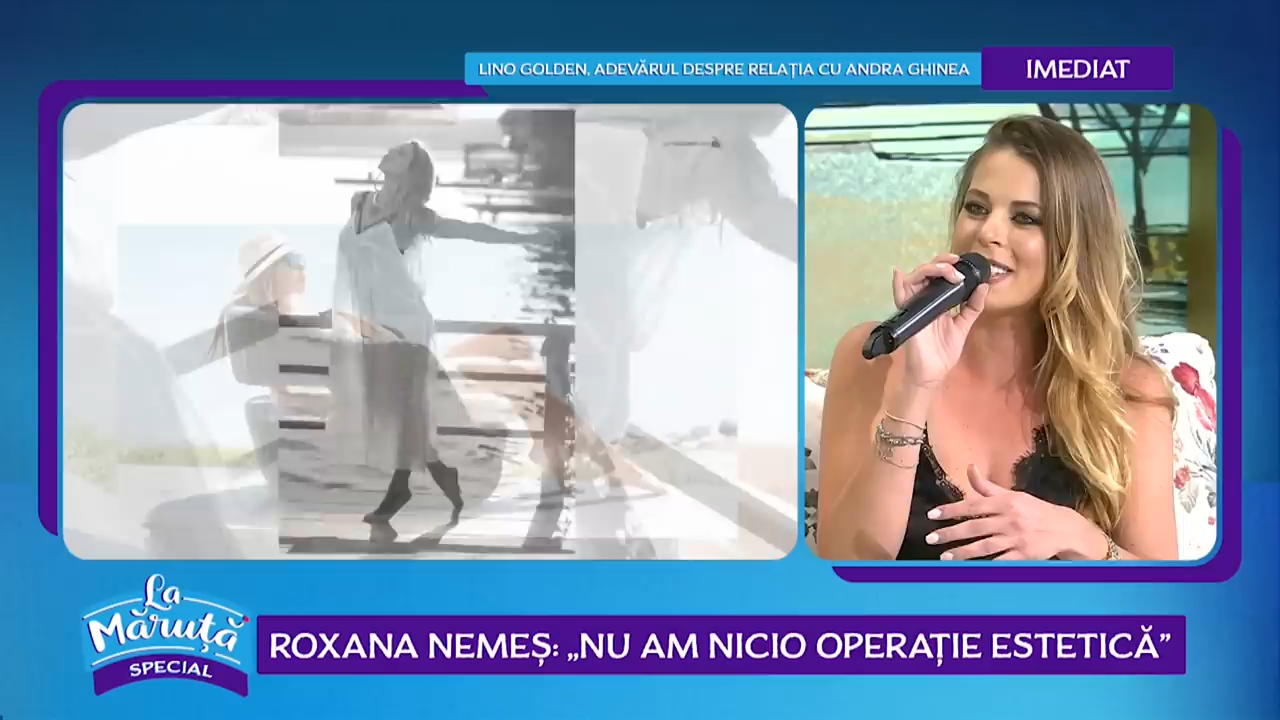 LINO GOLDEN, ADEVĂRUL DESPRE RELAȚIA CU ANDRA GHINEA
IMEDIAT
La
Măruță
SPECIAL
ROXANA NEMEȘ: „NU AM NICIO OPERAȚIE ESTETICĂ”